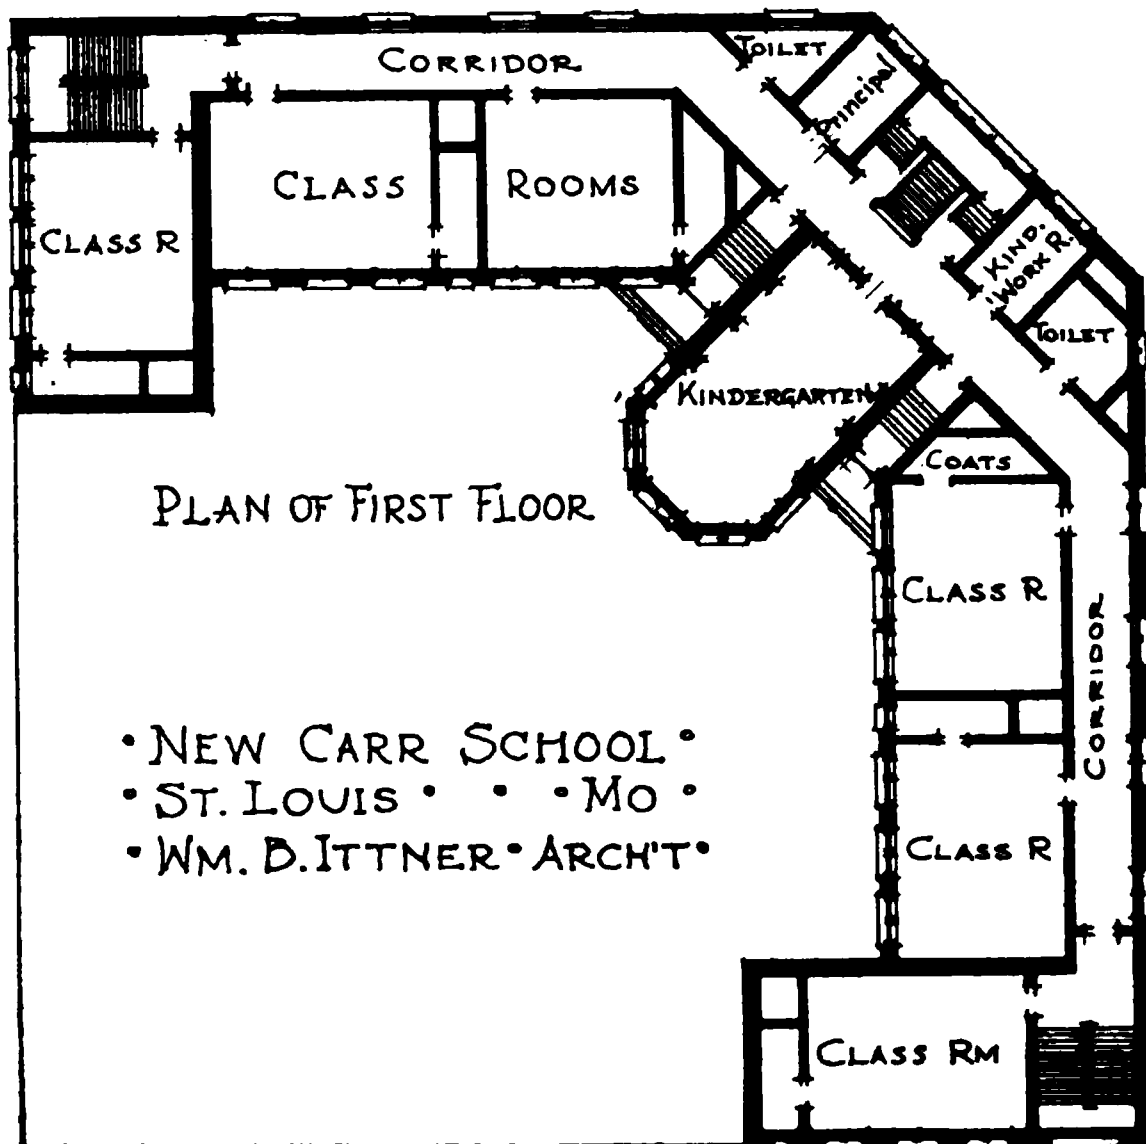 CORRIDOR
TOILET
Principal
CLASS ROOMS
CLASS R
KIND.
WORK R.
TOILET
KINDERGARTEN
COATS
PLAN OF FIRST FLOOR
CLASS R
CORRIDOR
• NEW CARR SCHOOL •
• ST. LOUIS • • • MO •
• WM. B. ITTNER • ARCH'T •
CLASS R
CLASS RM